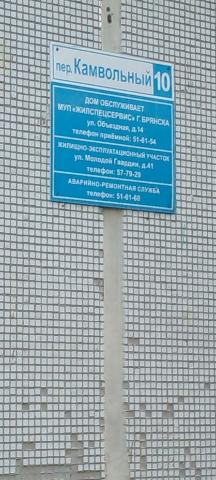 пер. Камвольный 10
ДОМ ОБСЛУЖИВАЕТ
МУП «ЖИЛСПЕЦСЕРВИС» Г. БРЯНСКА
ул. Объездная, д.14
телефон приёмной: 51-61-54
ЖИЛИЩНО-ЭКСПЛУАТАЦИОННЫЙ УЧАСТОК
ул. Молодой Гвардии, д.41
телефон: 57-79-29
АВАРИЙНО-РЕМОНТНАЯ СЛУЖБА
телефон: 51-61-60